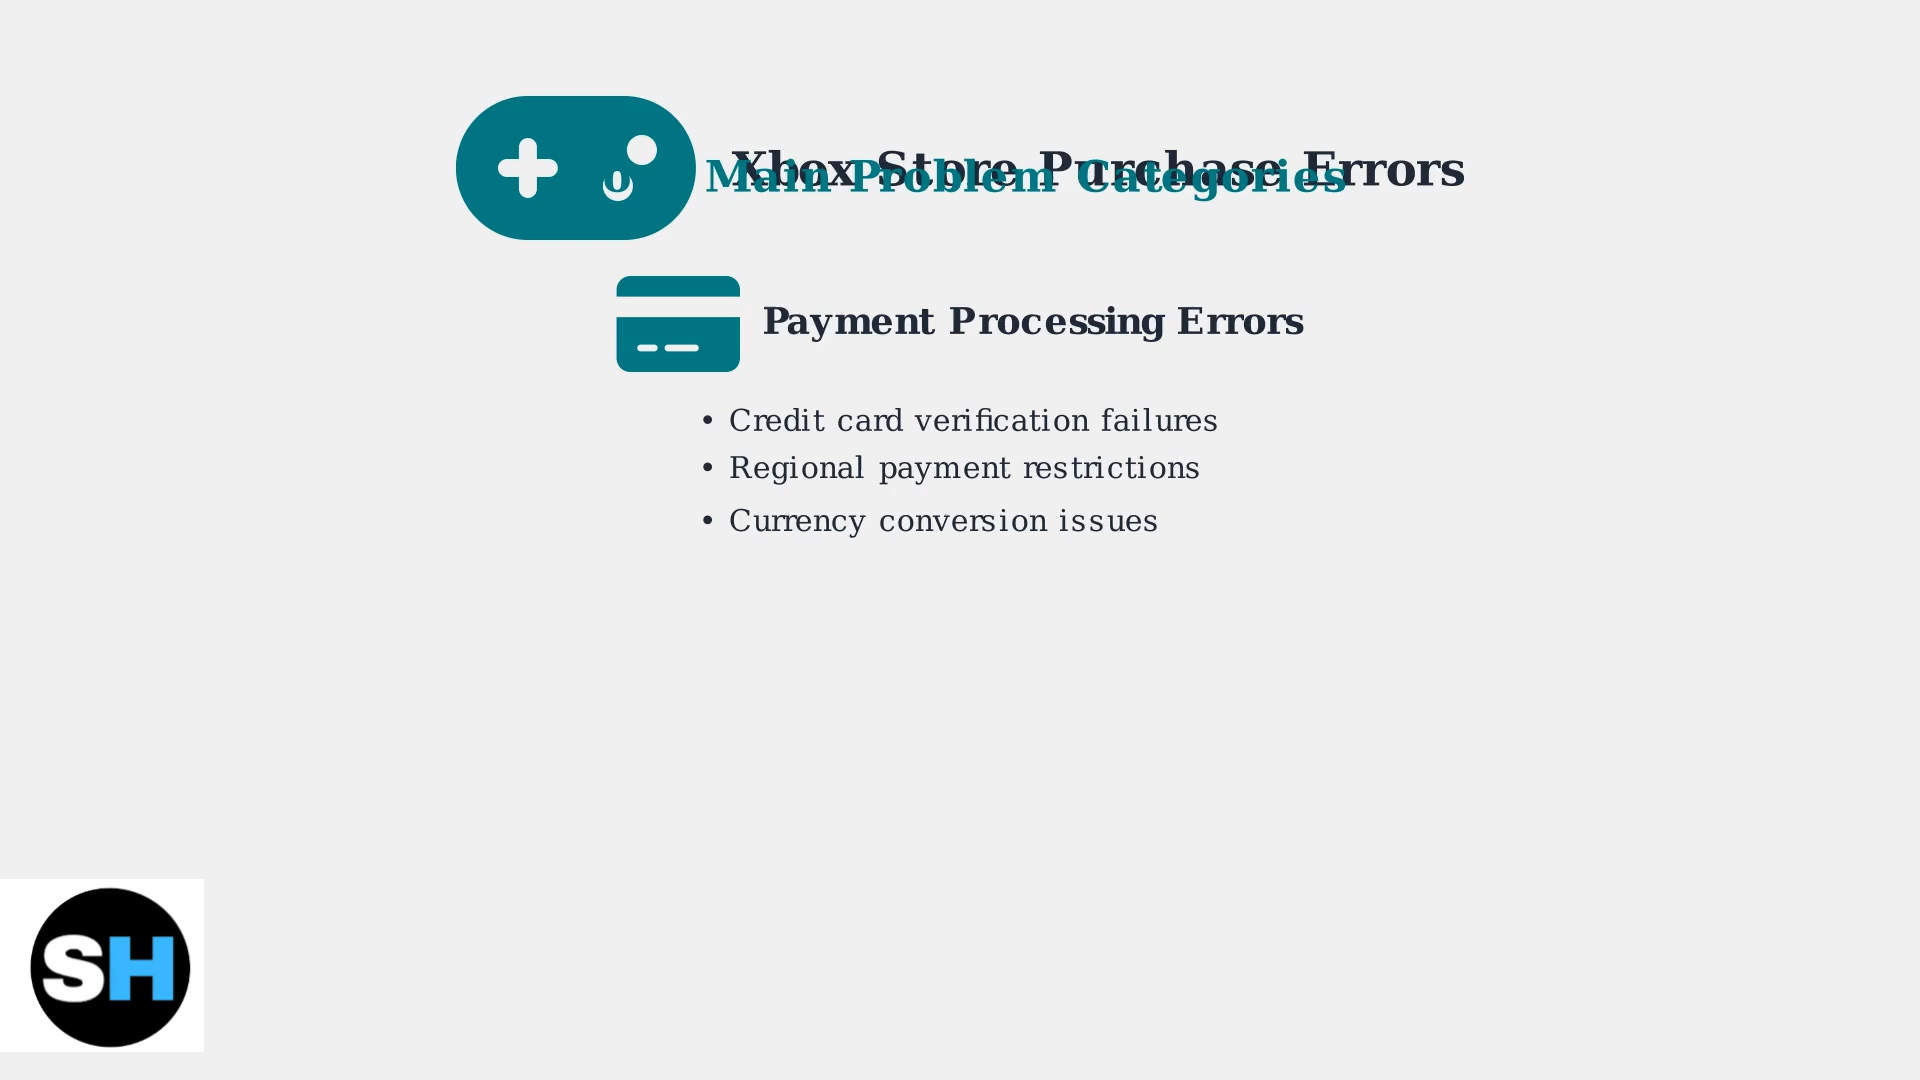 Xbox Store Purchase Errors
Main Problem Categories
Payment Processing Errors
• Credit card verification failures
• Regional payment restrictions
• Currency conversion issues
SH